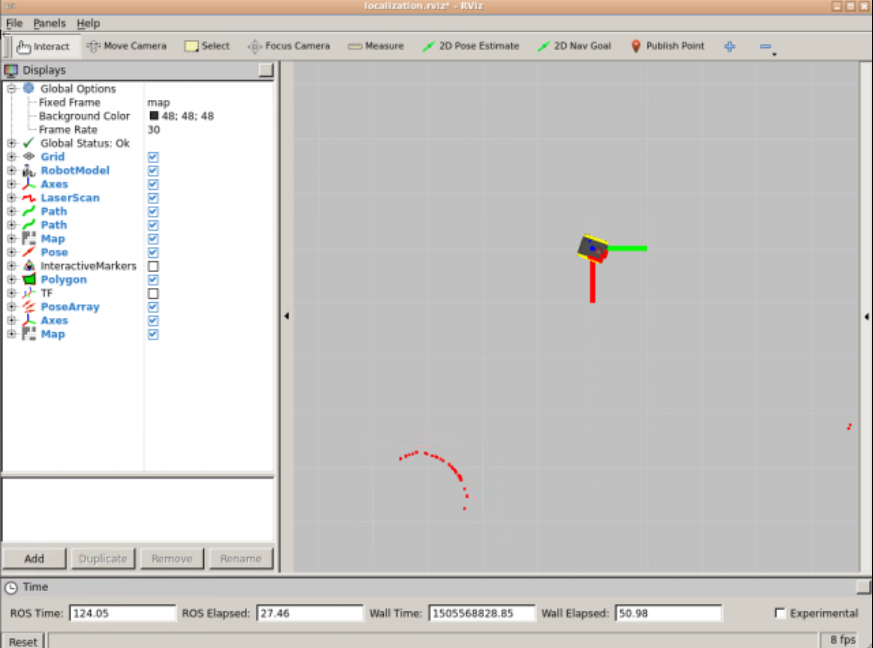 localization.rviz* – RViz
File Panels Help
Interact Move Camera Select Focus Camera Measure 2D Pose Estimate 2D Nav Goal Publish Point
Displays
Global Options
Fixed Frame map
Background Color 48; 48; 48
Frame Rate 30
Global Status: Ok
Grid
RobotModel
Axes
LaserScan
Path
Path
Map
Pose
InteractiveMarkers
Polygon
TF
PoseArray
Axes
Map
Add Duplicate Remove Rename
Time
ROS Time: 124.05 ROS Elapsed: 27.46 Wall Time: 1505568828.85 Wall Elapsed: 50.98 Experimental
Reset 8 fps